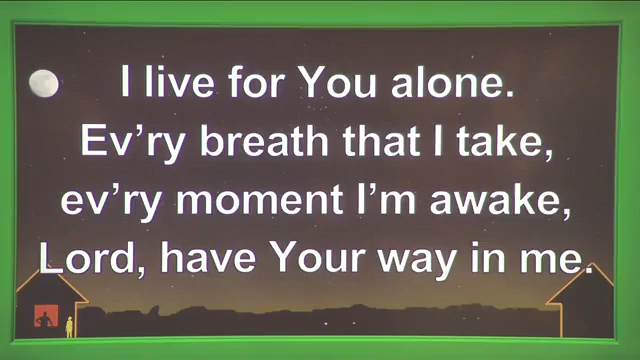 I live for You alone.
Ev'ry breath that I take,
ev'ry moment I'm awake,
Lord, have Your way in me.